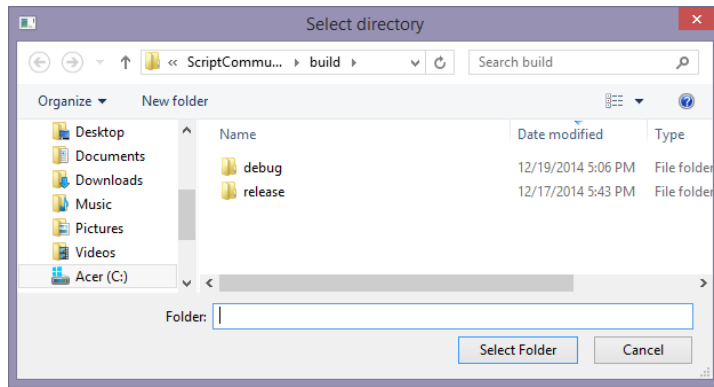 Select directory
« ScriptCommu... build Search build
Organize New folder
Desktop
Documents
Downloads
Music
Pictures
Videos
Acer (C:)
Name Date modified Type
debug 12/19/2014 5:06 PM File folder
release 12/17/2014 5:43 PM File folder
Folder:
Select Folder Cancel